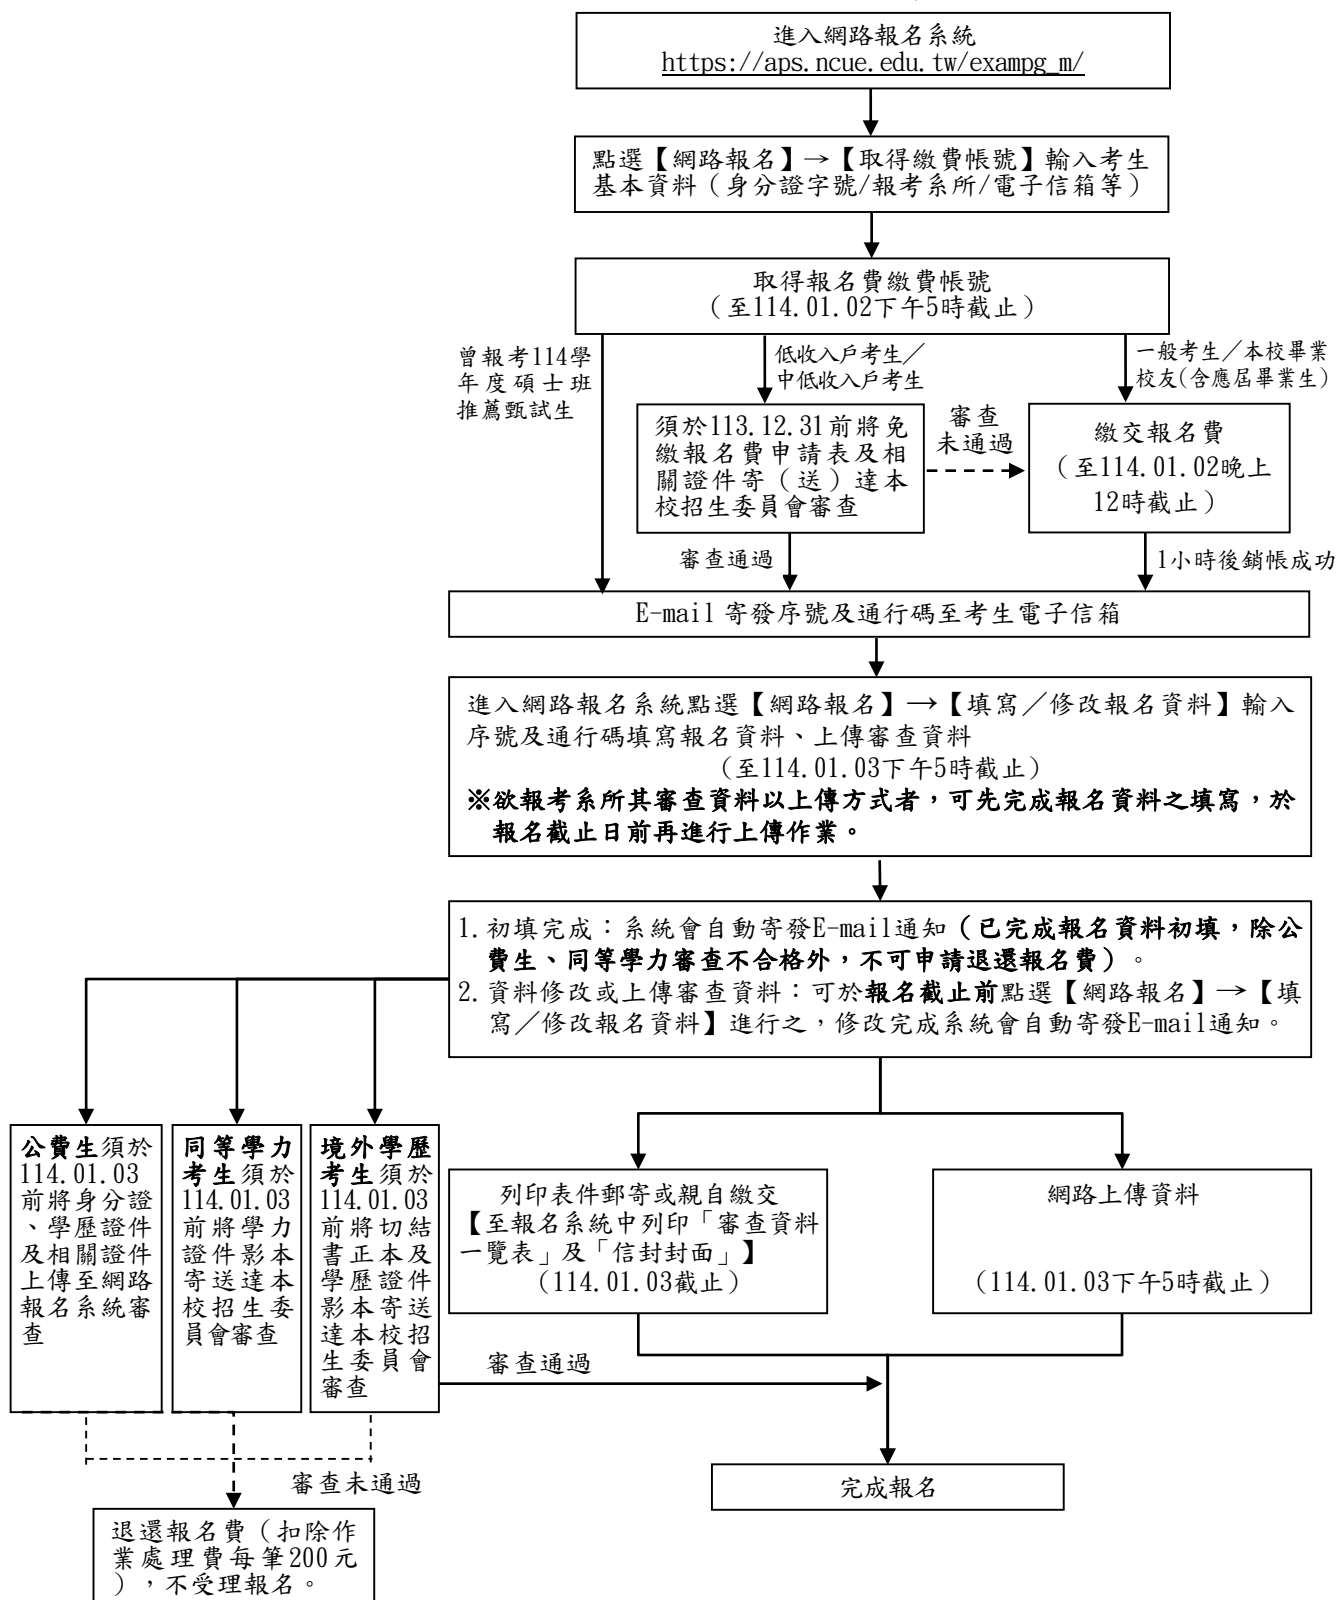 進入網路報名系統
https://aps.ncue.edu.tw/exampg_m/
點選【網路報名】→【取得繳費帳號】輸入考生
基本資料（身分證字號/報考系所/電子信箱等）
取得報名費繳費帳號
（至114.01.02下午5時截止）
曾報考114學
年度碩士班
推薦甄試生
低收入戶考生／
中低收入戶考生
一般考生／本校畢業
校友(含應屆畢業生)
須於113.12.31前將免
繳報名費申請表及相
關證件寄（送）達本
校招生委員會審查
審查
未通過
繳交報名費
（至114.01.02晚上
12時截止）
審查通過
1小時後銷帳成功
E-mail 寄發序號及通行碼至考生電子信箱
進入網路報名系統點選【網路報名】→【填寫／修改報名資料】輸入
序號及通行碼填寫報名資料、上傳審查資料
（至114.01.03下午5時截止）
※欲報考系所其審查資料以上傳方式者，可先完成報名資料之填寫，於
報名截止日前再進行上傳作業。
1.初填完成：系統會自動寄發E-mail通知（已完成報名資料初填，除公
費生、同等學力審查不合格外，不可申請退還報名費）。
2.資料修改或上傳審查資料：可於報名截止前點選【網路報名】→【填
寫／修改報名資料】進行之，修改完成系統會自動寄發E-mail通知。
公費生須於
114.01.03
前將身分證
、學歷證件
及相關證件
上傳至網路
報名系統審
查
同等學力
考生須於
114.01.03
前將學力
證件影本
寄送達本
校招生委
員會審查
境外學歷
考生須於
114.01.03
前將切結
書正本及
學歷證件
影本寄送
達本校招
生委員會
審查
列印表件郵寄或親自繳交
【至報名系統中列印「審查資料
一覽表」及「信封封面」】
（114.01.03截止）
網路上傳資料
（114.01.03下午5時截止）
審查通過
審查未通過
完成報名
退還報名費（扣除作
業處理費每筆200元
），不受理報名。